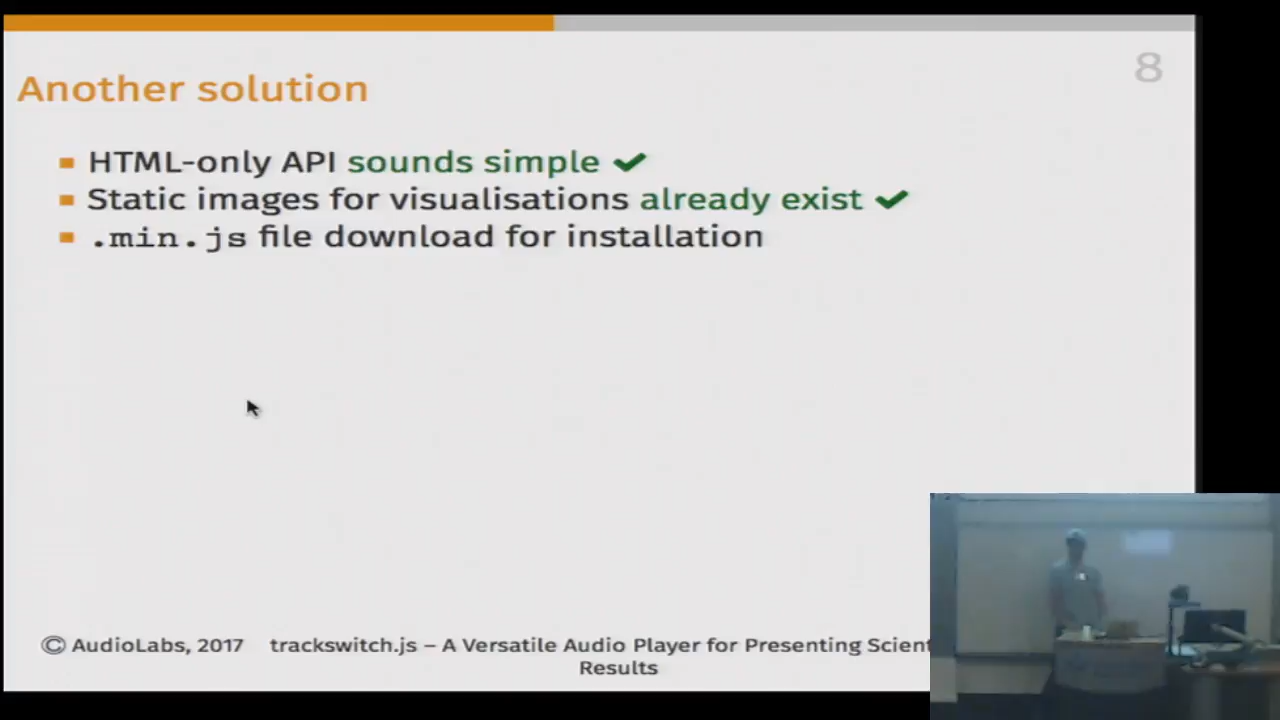 8
Another solution
HTML-only API sounds simple ✔
Static images for visualisations already exist ✔
.min.js file download for installation
© AudioLabs, 2017 trackswitch.js – A Versatile Audio Player for Presenting Scient
Results